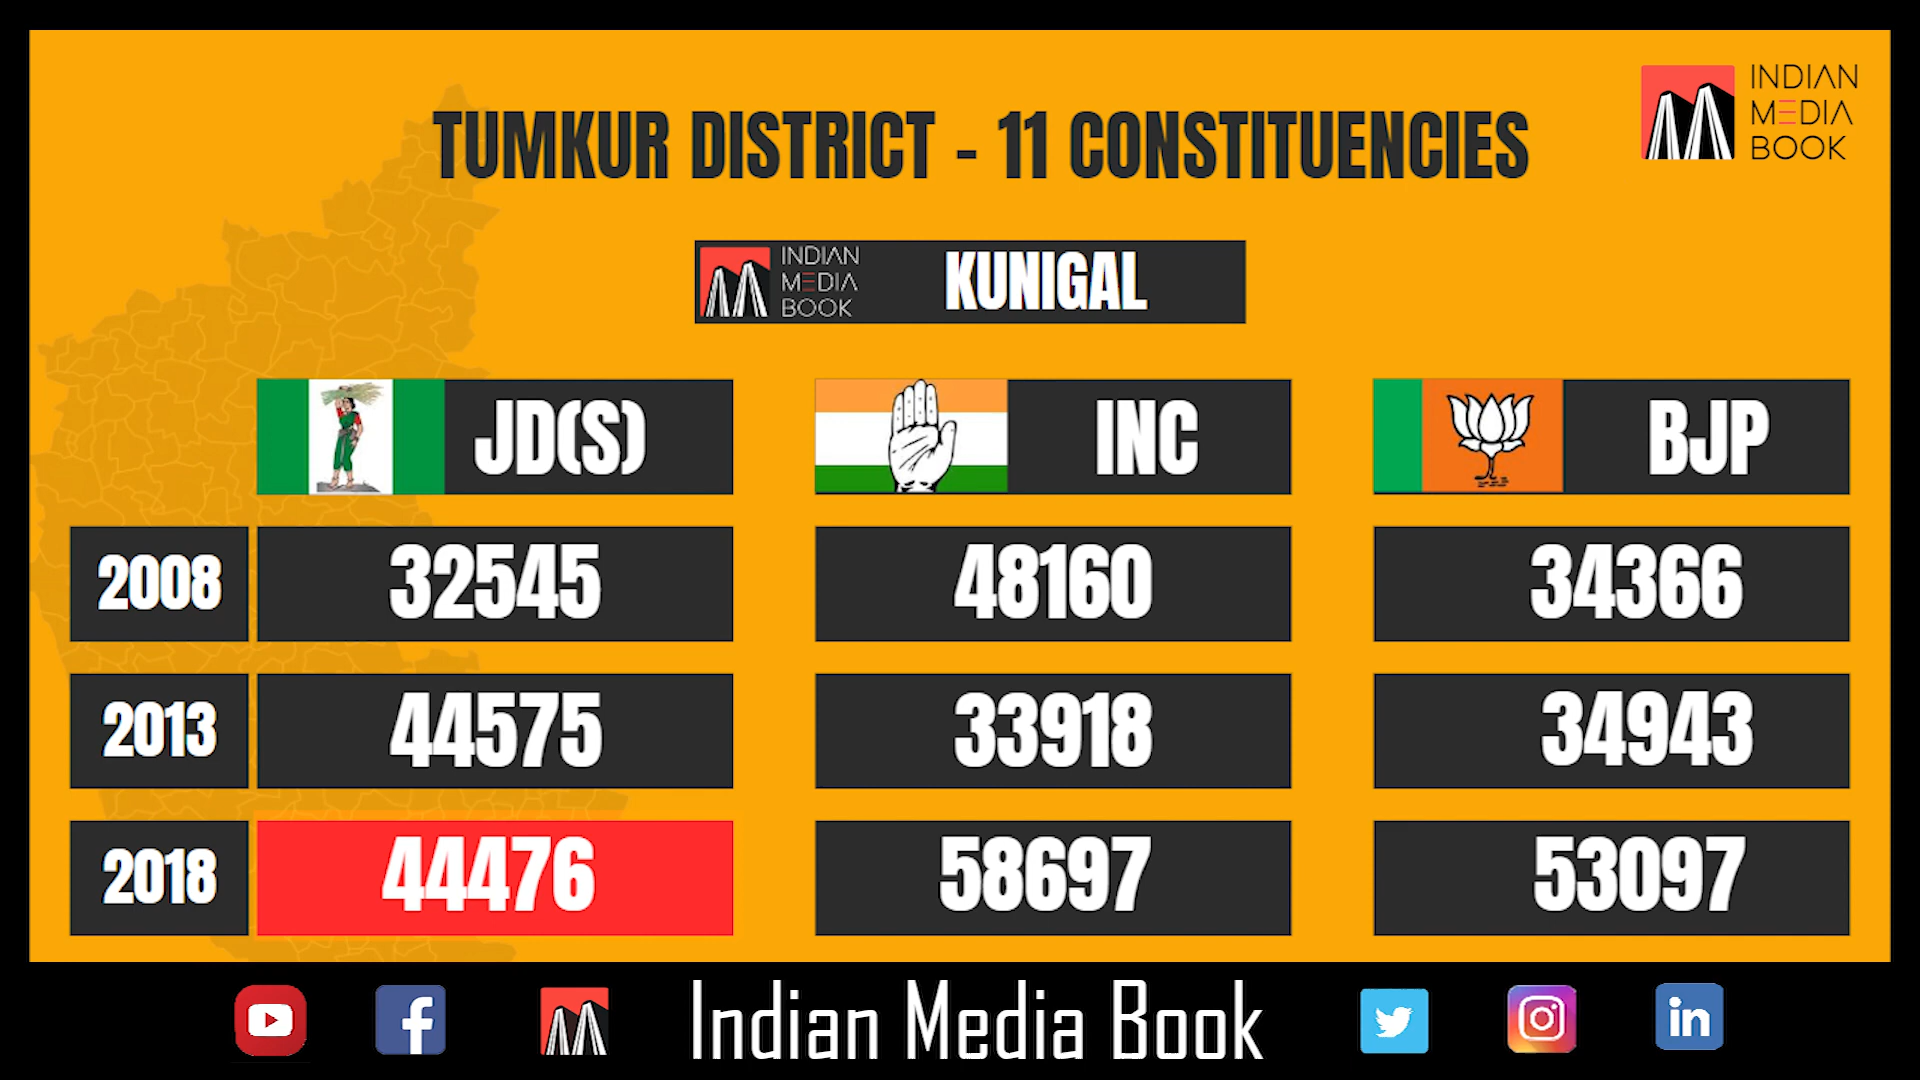 TUMKUR DISTRICT - 11 CONSTITUENCIES
INDIAN
MEDIA
BOOK
INDIAN
MEDIA
BOOK
KUNIGAL
JD(S)
INC
BJP
2008
32545
48160
34366
2013
44575
33918
34943
2018
44476
58697
53097
Indian Media Book
in